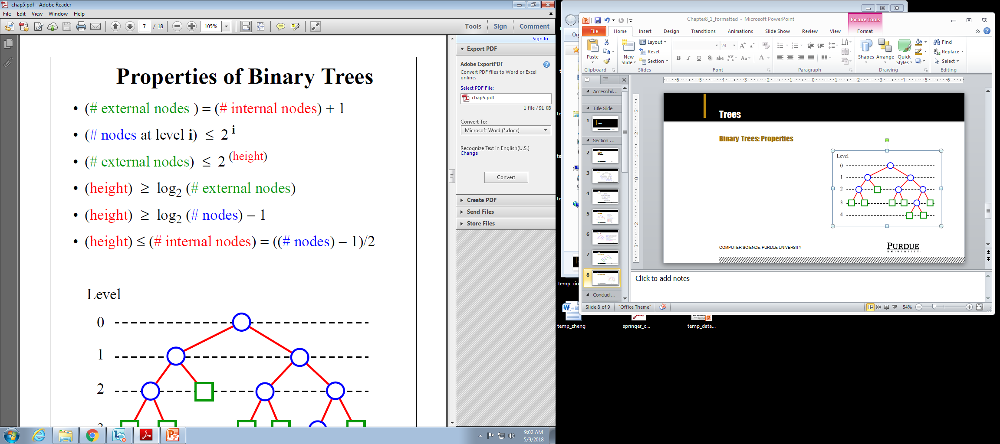 chap5.pdf - Adobe Reader
File Edit View Window Help
7 / 18
105%
Tools Sign Comment
Properties of Binary Trees
• (# external nodes ) = (# internal nodes) + 1
• (# nodes at level i) ≤ 2 i
• (# external nodes) ≤ 2 (height)
• (height) ≥ log2 (# external nodes)
• (height) ≥ log2 (# nodes) − 1
• (height) ≤ (# internal nodes) = ((# nodes) − 1)/2
Level
0
1
2
Sign In
Export PDF
Adobe ExportPDF
Convert PDF files to Word or Excel
online.
Select PDF File:
chap5.pdf
1 file / 91 KB
Convert To:
Microsoft Word (*.docx)
Recognize Text in English(U.S.)
Change
Convert
Create PDF
Send Files
Store Files
9:02 AM
5/9/2018
Chapter8_1_formatted - Microsoft PowerPoint
Picture Tools
File Home Insert Design Transitions Animations Slide Show Review View Format
Paste
Clipboard
New
Slide
Layout
Reset
Section
Slides
24
B I U S abc AV Aa A
Font
Paragraph
Shapes Arrange Quick
Styles
Drawing
Find
Replace
Select
Editing
Accessibil...
Title Slide
1
Section ...
2
3
4
5
6
7
8
Concludi...
Trees
Binary Trees: Properties
Level
0
1
2
3
4
COMPUTER SCIENCE, PURDUE UNIVERSITY
PURDUE
UNIVERSITY
Click to add notes
Slide 8 of 9 "Office Theme" 54%
temp_xio
temp_zheng
springer_c...
temp_data...